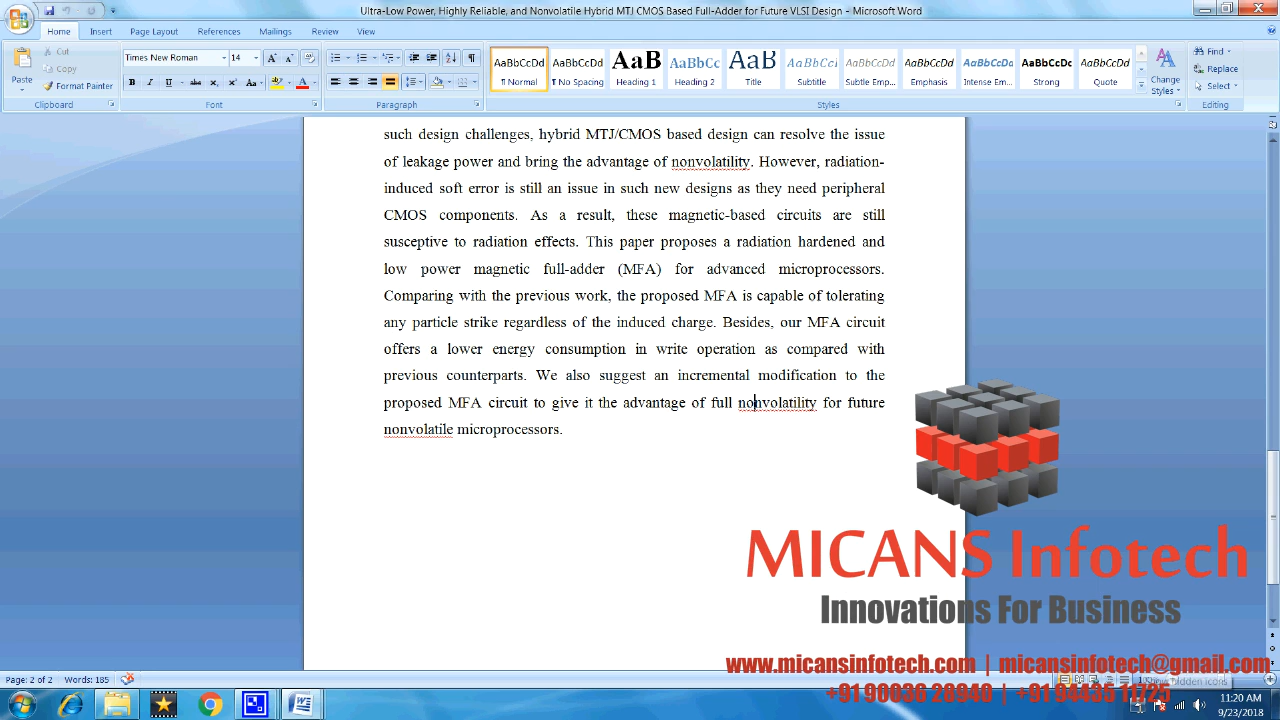 Ultra-Low Power, Highly Reliable, and Nonvolatile Hybrid MTJ CMOS Based Full-Adder for Future VLSI Design - Microsoft Word
Home Insert Page Layout References Mailings Review View
Paste
Cut
Copy
Format Painter
Clipboard
Times New Roman 14
Font
Paragraph
AaBbCcDd AaBbCcDd AaB AaBbCc AaB AaBbCcI AaBbCcDd AaBbCcDd AaBbCcDd AaBbCcDc AaBbCcDd
¶ Normal ¶ No Spacing Heading 1 Heading 2 Title Subtitle Subtle Emp... Emphasis Intense Em... Strong Quote
Change Styles
Styles
Find
Replace
Select
Editing
such design challenges, hybrid MTJ/CMOS based design can resolve the issue
of leakage power and bring the advantage of nonvolatility. However, radiation-
induced soft error is still an issue in such new designs as they need peripheral
CMOS components. As a result, these magnetic-based circuits are still
susceptive to radiation effects. This paper proposes a radiation hardened and
low power magnetic full-adder (MFA) for advanced microprocessors.
Comparing with the previous work, the proposed MFA is capable of tolerating
any particle strike regardless of the induced charge. Besides, our MFA circuit
offers a lower energy consumption in write operation as compared with
previous counterparts. We also suggest an incremental modification to the
proposed MFA circuit to give it the advantage of full nonvolatility for future
nonvolatile microprocessors.
MICANS Infotech
Innovations For Business
www.micansinfotech.com | micansinfotech@gmail.com
+91 90036 28940 | +91 94435 11725
Page: 2 of 2 Words: 185
Show hidden icons
11:20 AM
9/23/2018